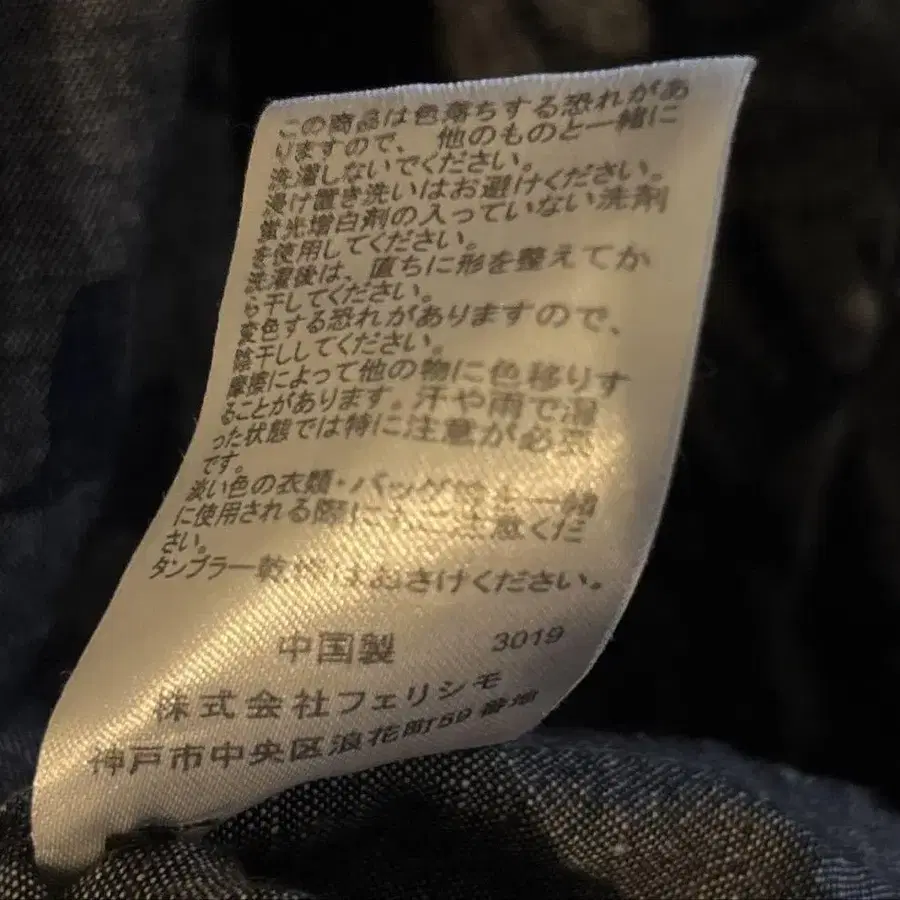 この商品は色落ちする恐れがあ
りますので、他のものと一緒に
洗濯しないでください。
浸け置き洗いはお避けください。
蛍光増白剤の入っていない洗剤
を使用してください。
洗濯後は、直ちに形を整えてか
ら干してください。
変色する恐れがありますので、
陰干ししてください。
摩擦によって他の物に色移りす
ることがあります。汗や雨で湿
った状態では特に注意が必要
です。
淡い色の衣類・バッグ等と一緒
に使用される際に くだ
さい。
タンブラー乾燥はおさけください。
中国製 3019
株式会社フェリシモ
神戸市中央区浪花町59番地